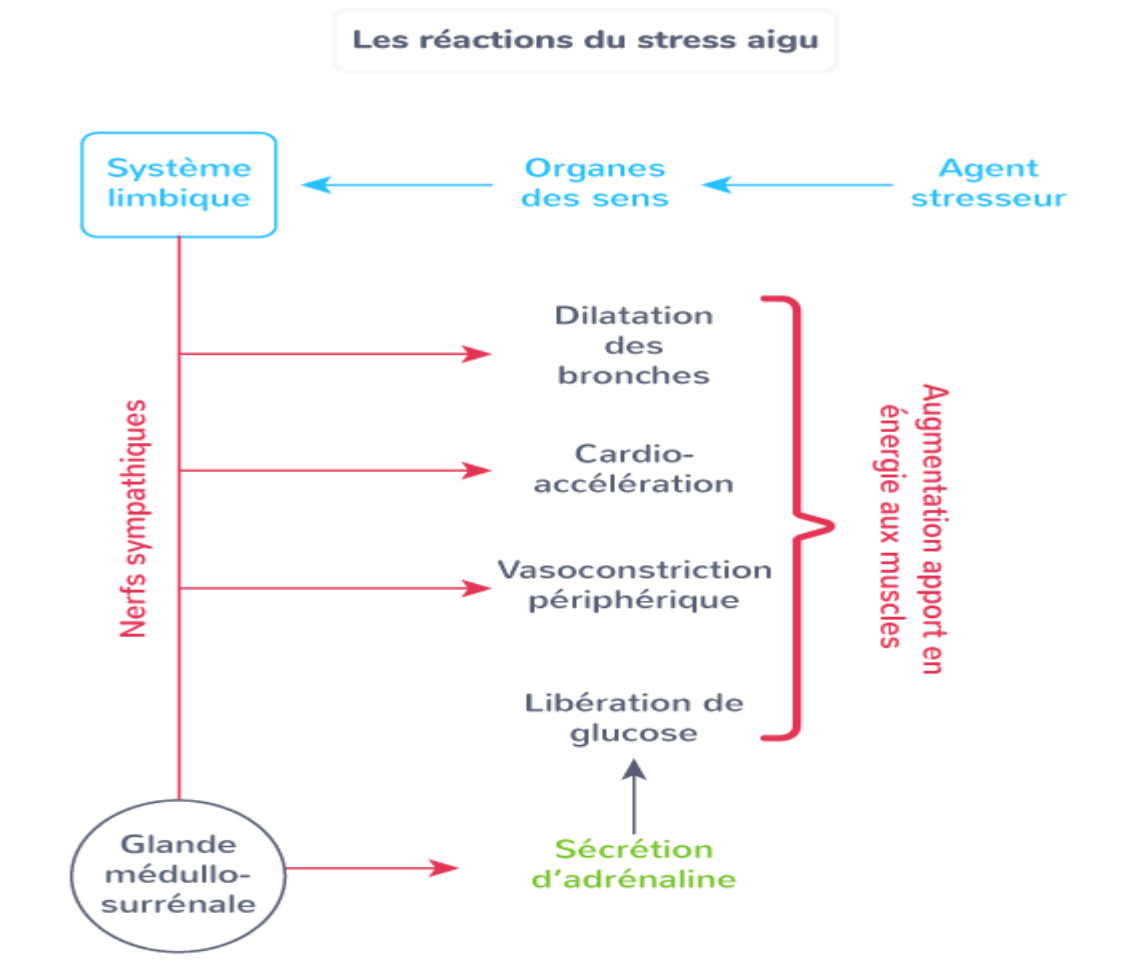 Les réactions du stress aigu
Système
limbique
Organes
des sens
Agent
stresseur
Dilatation
des
bronches
Cardio-
accélération
Vasoconstriction
périphérique
Libération de
glucose
Nerfs sympathiques
Augmentation apport en
énergie aux muscles
Glande
médullo-
surrénale
Sécrétion
d'adrénaline